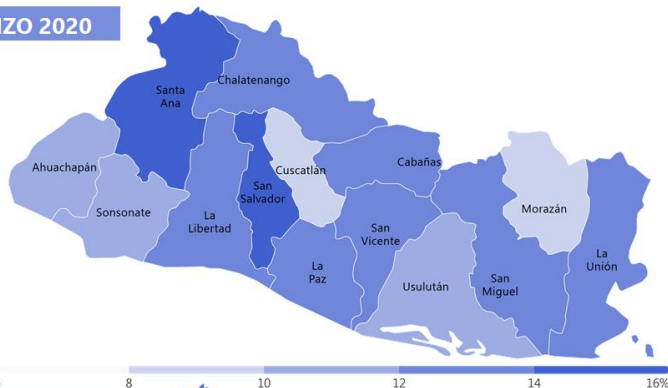 ZO 2020
Santa
Ana
Chalatenango
Ahuachapán
Sonsonate
La
Libertad
San
Salvador
Cuscatlán
Cabañas
San
Vicente
La
Paz
Usulután
San
Miguel
Morazán
La
Unión
8 10 12 14 16%